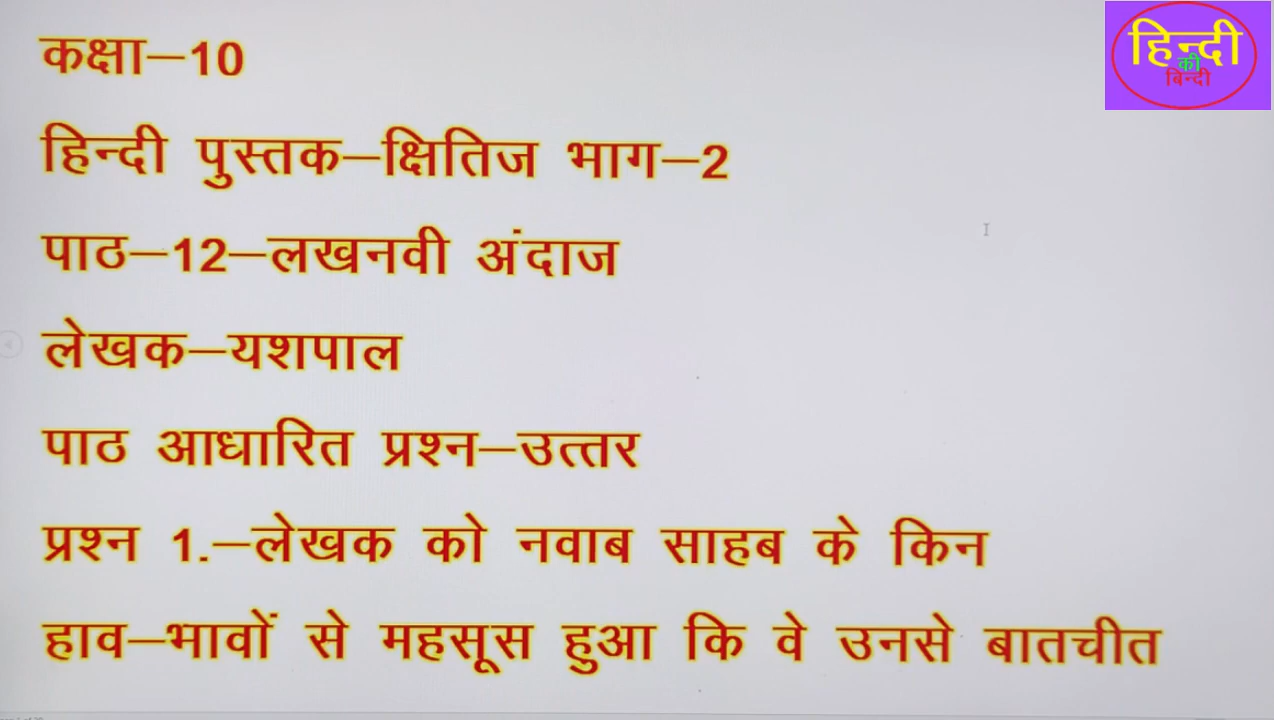 हिन्दी
की
बिन्दी
कक्षा–10
हिन्दी पुस्तक–क्षितिज भाग–2
पाठ–12–लखनवी अंदाज
लेखक–यशपाल
पाठ आधारित प्रश्न–उत्तर
प्रश्न 1.–लेखक को नवाब साहब के किन
हाव–भावों से महसूस हुआ कि वे उनसे बातचीत